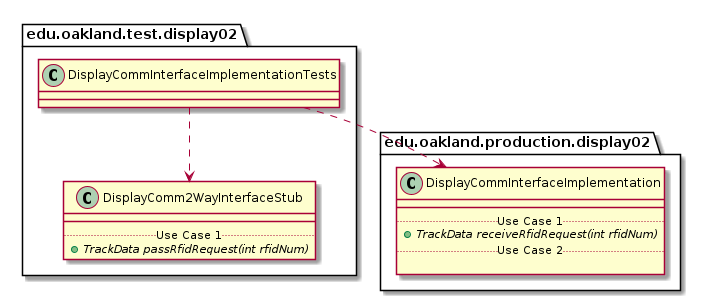 edu.oakland.test.display02
C DisplayCommInterfaceImplementationTests
C DisplayComm2WayInterfaceStub
Use Case 1
TrackData passRfidRequest(int rfidNum)
edu.oakland.production.display02
C DisplayCommInterfaceImplementation
Use Case 1
TrackData receiveRfidRequest(int rfidNum)
Use Case 2